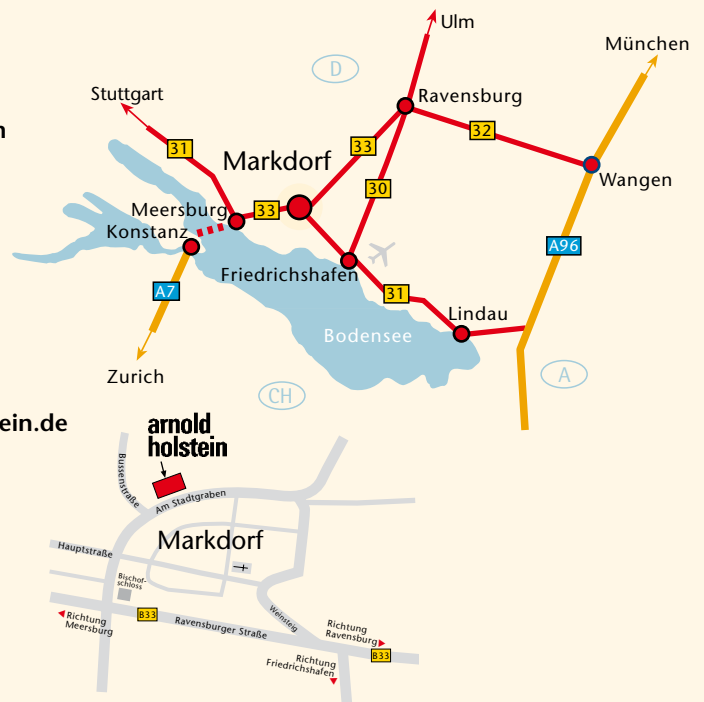 Ulm
D
München
Stuttgart
Ravensburg
n
32
33
31
Markdorf
Wangen
30
Meersburg
33
Konstanz
A96
Friedrichshafen
A7
31
Lindau
Bodensee
Zurich
A
CH
ein.de
arnold
holstein
Bussenstraße
Am Stadtgraben
Markdorf
Hauptstraße
Bischof-
schloss
B33
Richtung
Meersburg
Ravensburger Straße
Weinsteig
Richtung
Ravensburg
B33
Richtung
Friedrichshafen